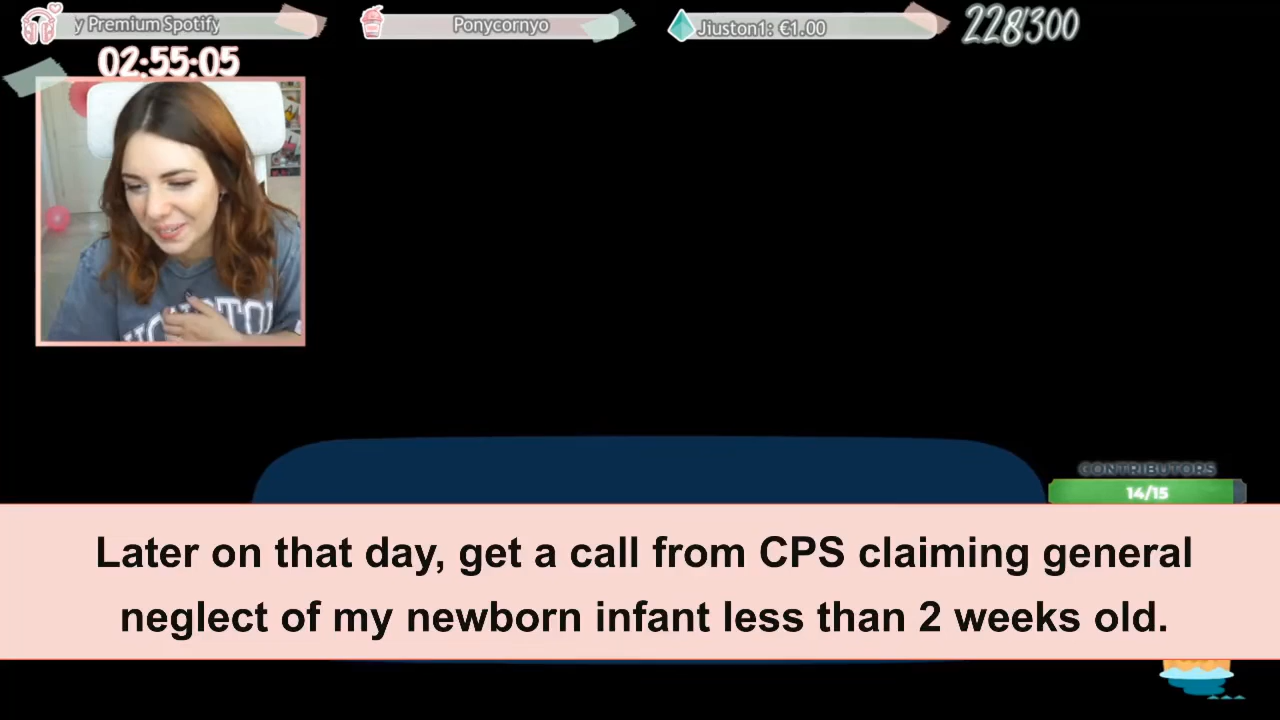 y Premium Spotify
Ponycornyo
Jiuston1: €1.00
228/300
02:55:05
CONTRIBUTORS
14/15
Later on that day, get a call from CPS claiming general
neglect of my newborn infant less than 2 weeks old.